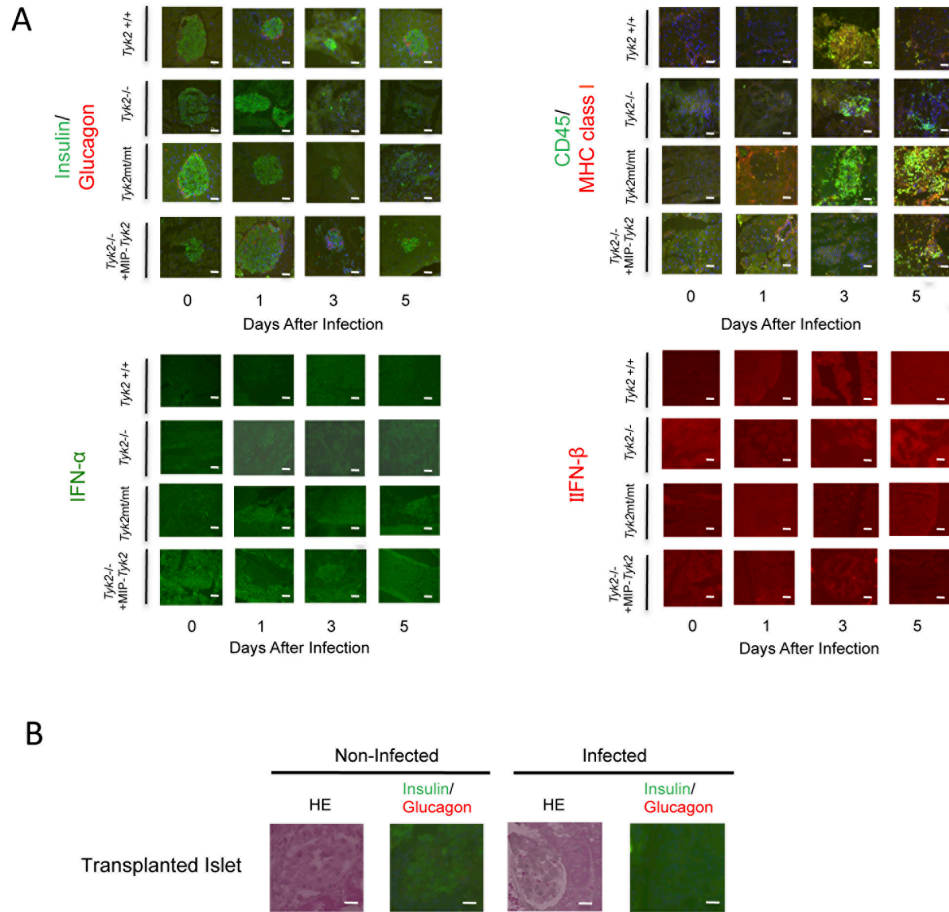 A
Insulin/
Glucagon
Tyk2 +/+
Tyk2-/-
Tyk2mt/mt
Tyk2-/-
+MIP-Tyk2
0 1 3 5
Days After Infection
CD45/
MHC class I
Tyk2 +/+
Tyk2-/-
Tyk2mt/mt
Tyk2-/-
+MIP-Tyk2
0 1 3 5
Days After Infection
IFN-α
Tyk2 +/+
Tyk2-/-
Tyk2mt/mt
Tyk2-/-
+MIP-Tyk2
0 1 3 5
Days After Infection
IIFN-β
Tyk2 +/+
Tyk2-/-
Tyk2mt/mt
Tyk2-/-
+MIP-Tyk2
0 1 3 5
Days After Infection
B
Non-Infected
HE
Insulin/
Glucagon
Infected
HE
Insulin/
Glucagon
Transplanted Islet